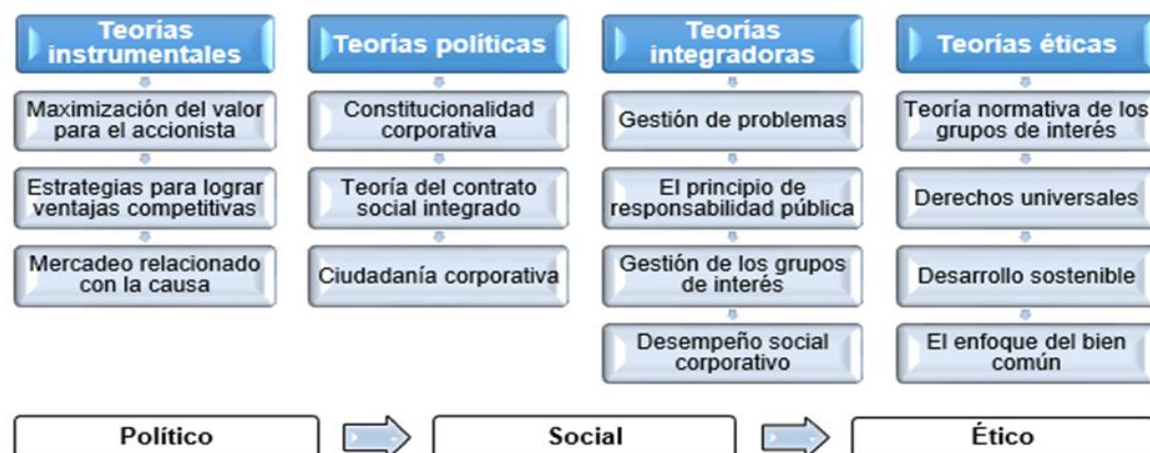 Teorías
instrumentales
Maximización del valor
para el accionista
Estrategias para lograr
ventajas competitivas
Mercadeo relacionado
con la causa
Teorías políticas
Constitucionalidad
corporativa
Teoría del contrato
social integrado
Ciudadanía corporativa
Teorías
integradoras
Gestión de problemas
El principio de
responsabilidad pública
Gestión de los grupos
de interés
Desempeño social
corporativo
Teorías éticas
Teoría normativa de los
grupos de interés
Derechos universales
Desarrollo sostenible
El enfoque del bien
común
Político
Social
Ético